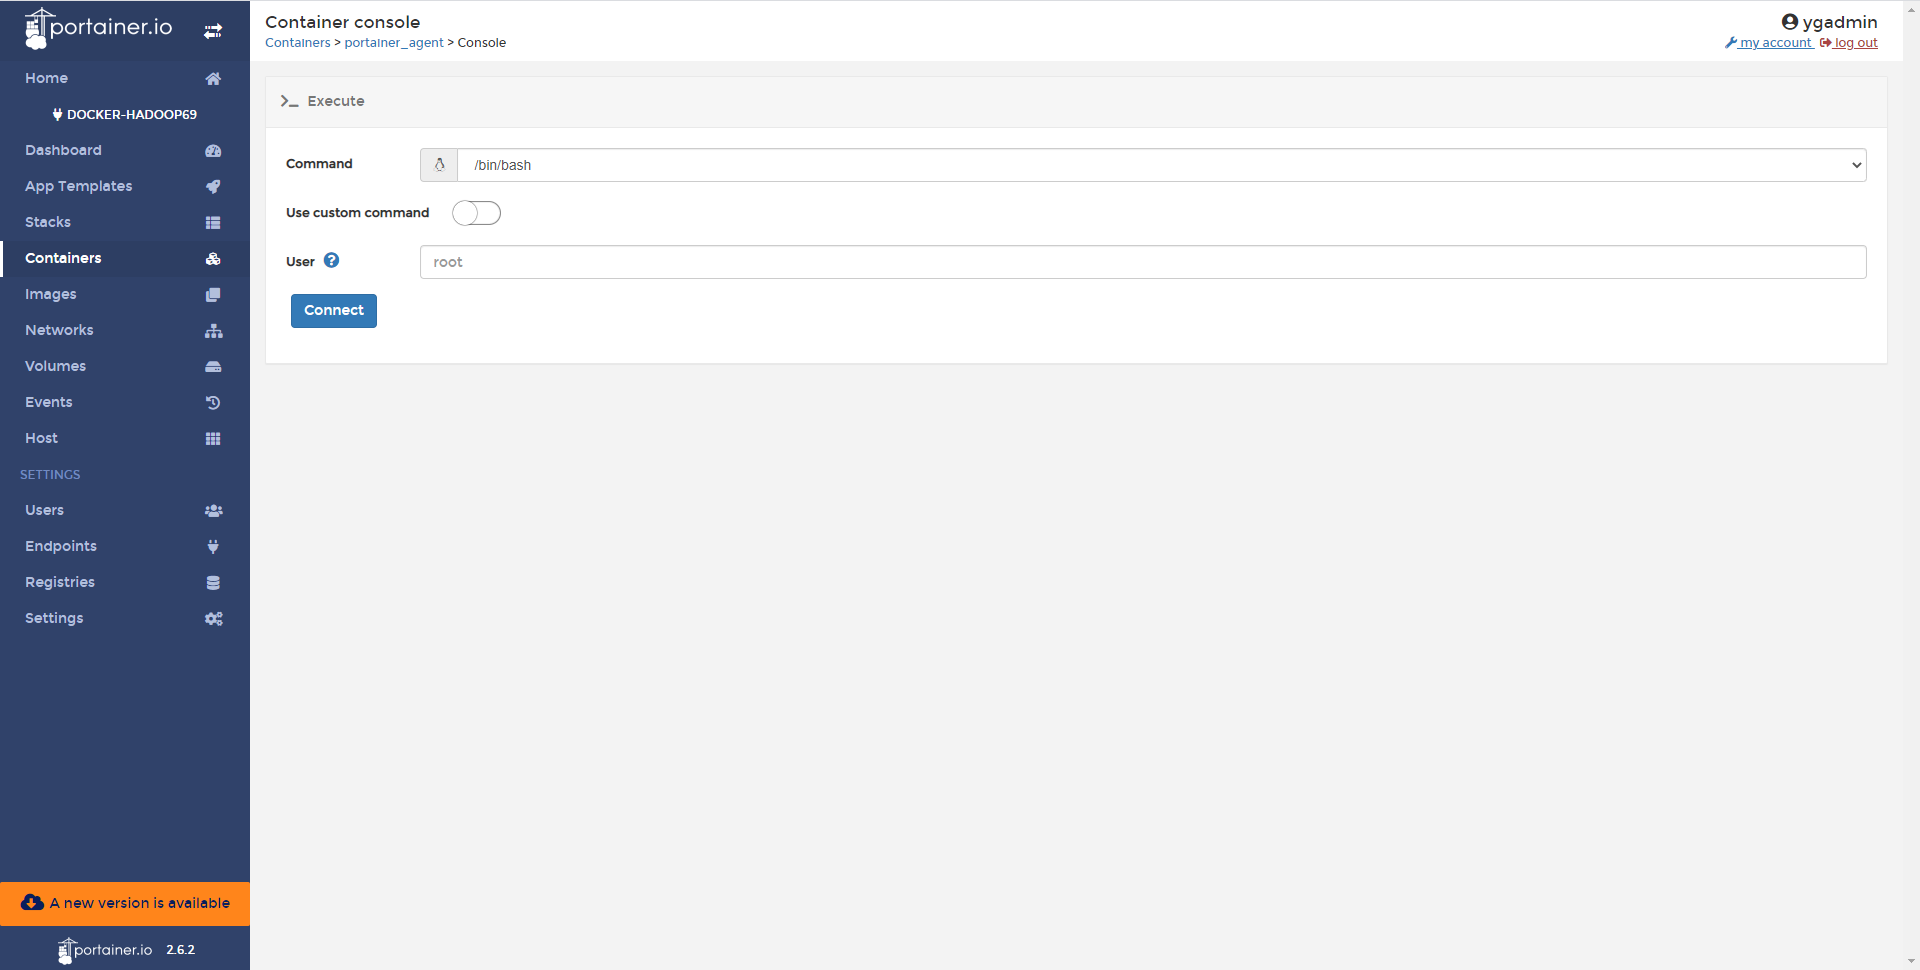 portainer.io
Home
DOCKER-HADOOP69
Dashboard
App Templates
Stacks
Containers
Images
Networks
Volumes
Events
Host
SETTINGS
Users
Endpoints
Registries
Settings
A new version is available
portainer.io 2.6.2
Container console
Containers > portainer_agent > Console
ygadmin
my account log out
>_ Execute
Command /bin/bash
Use custom command
User ? root
Connect